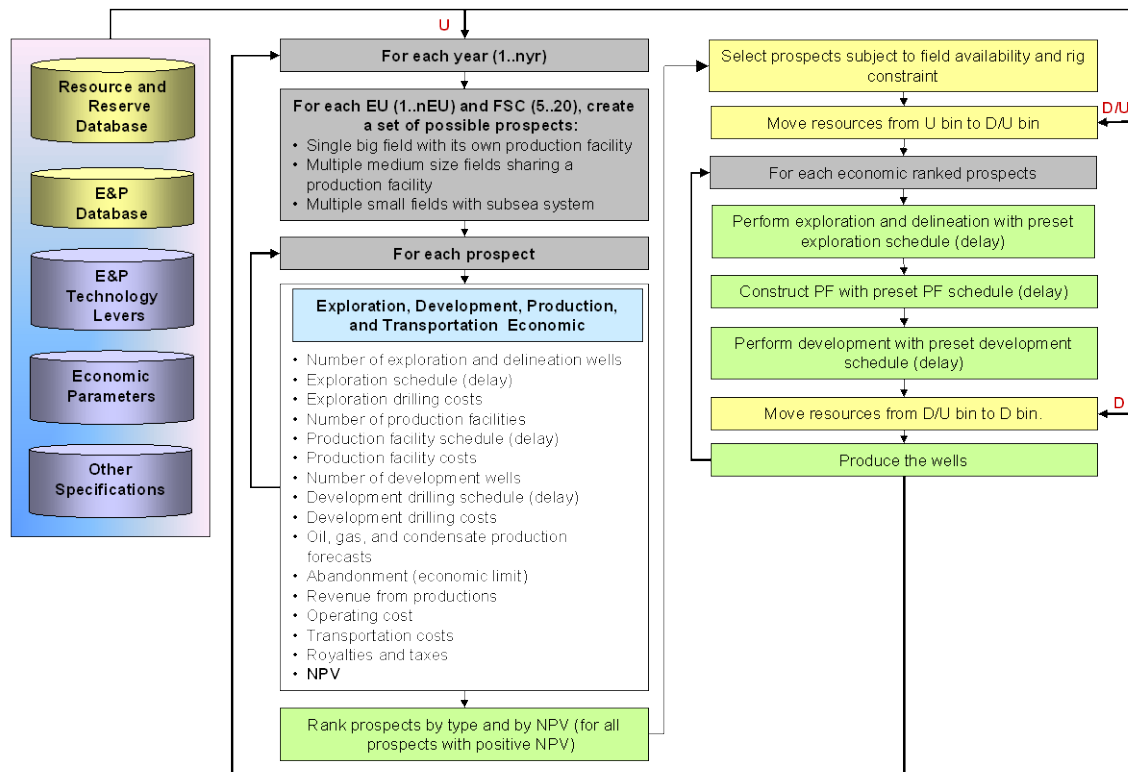 U
Resource and
Reserve
Database
E&P
Database
E&P
Technology
Levers
Economic
Parameters
Other
Specifications
For each year (1..nyr)
For each EU (1..nEU) and FSC (5..20), create
a set of possible prospects:
• Single big field with its own production facility
• Multiple medium size fields sharing a
production facility
• Multiple small fields with subsea system
For each prospect
Exploration, Development, Production,
and Transportation Economic
• Number of exploration and delineation wells
• Exploration schedule (delay)
• Exploration drilling costs
• Number of production facilities
• Production facility schedule (delay)
• Production facility costs
• Number of development wells
• Development drilling schedule (delay)
• Development drilling costs
• Oil, gas, and condensate production
forecasts
• Abandonment (economic limit)
• Revenue from productions
• Operating cost
• Transportation costs
• Royalties and taxes
• NPV
Rank prospects by type and by NPV (for all
prospects with positive NPV)
Select prospects subject to field availability and rig
constraint
D/U
Move resources from U bin to D/U bin
For each economic ranked prospects
Perform exploration and delineation with preset
exploration schedule (delay)
Construct PF with preset PF schedule (delay)
Perform development with preset development
schedule (delay)
D
Move resources from D/U bin to D bin.
Produce the wells